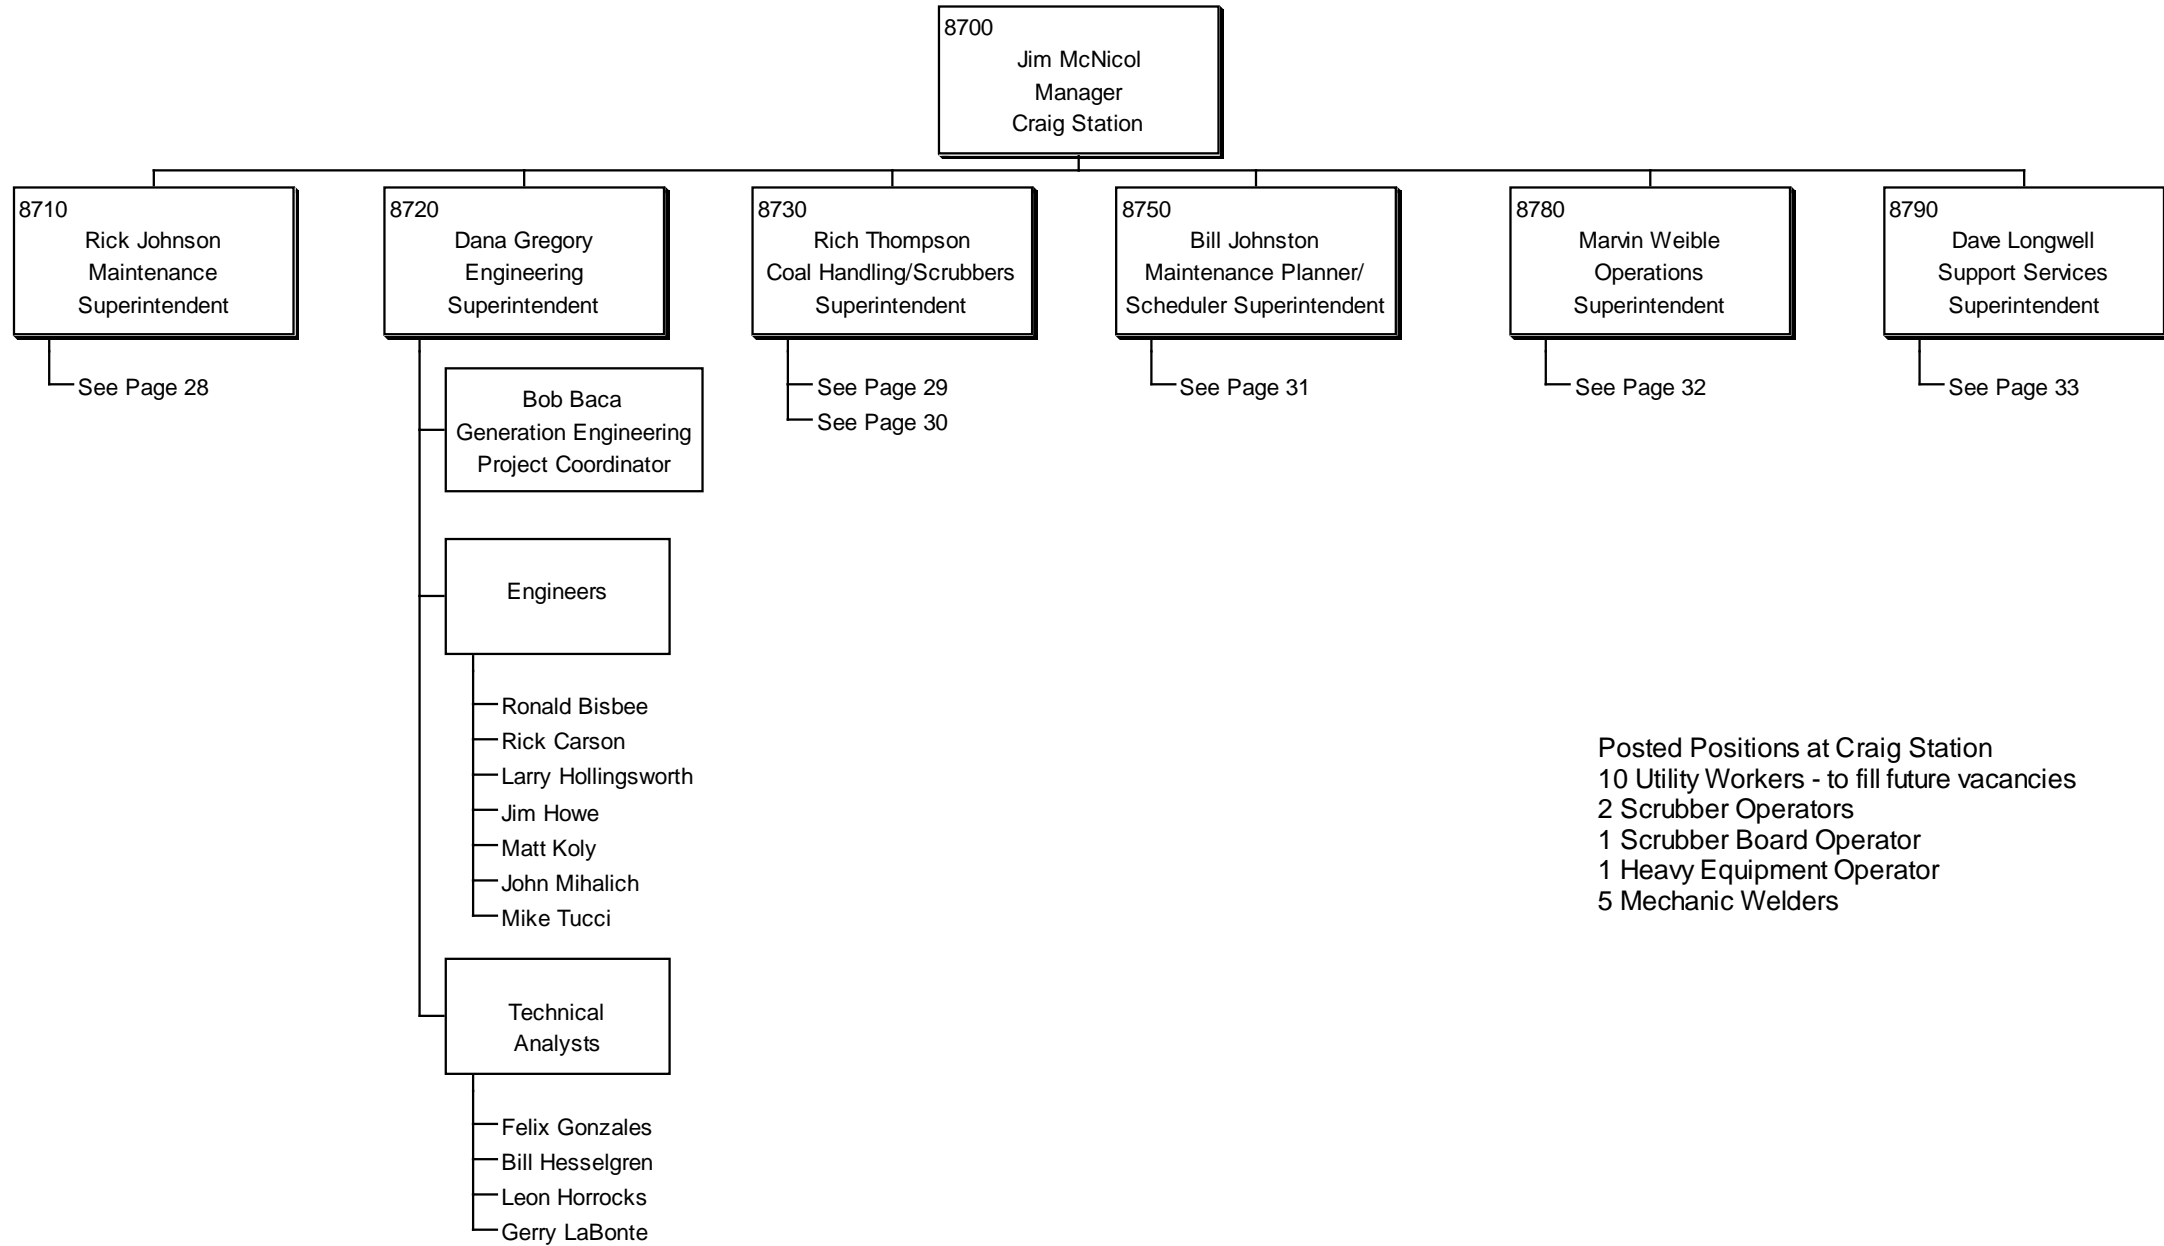 8700
Jim McNicol
Manager
Craig Station
8710
Rick Johnson
Maintenance
Superintendent
See Page 28
8720
Dana Gregory
Engineering
Superintendent
Bob Baca
Generation Engineering
Project Coordinator
Engineers
Ronald Bisbee
Rick Carson
Larry Hollingsworth
Jim Howe
Matt Koly
John Mihalich
Mike Tucci
Technical
Analysts
Felix Gonzales
Bill Hesselgren
Leon Horrocks
Gerry LaBonte
8730
Rich Thompson
Coal Handling/Scrubbers
Superintendent
See Page 29
See Page 30
8750
Bill Johnston
Maintenance Planner/
Scheduler Superintendent
See Page 31
8780
Marvin Weible
Operations
Superintendent
See Page 32
8790
Dave Longwell
Support Services
Superintendent
See Page 33
Posted Positions at Craig Station
10 Utility Workers - to fill future vacancies
2 Scrubber Operators
1 Scrubber Board Operator
1 Heavy Equipment Operator
5 Mechanic Welders